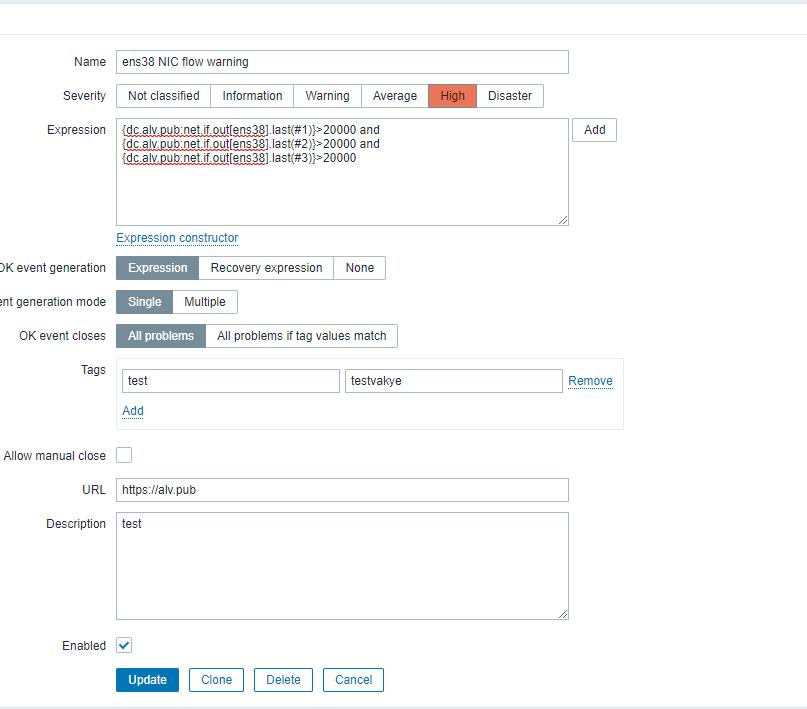 Name ens38 NIC flow warning
Severity Not classified Information Warning Average High Disaster
Expression {dc.alv.pub:net.if.out[ens38].last(#1)}>20000 and Add
{dc.alv.pub:net.if.out[ens38].last(#2)}>20000 and
{dc.alv.pub:net.if.out[ens38].last(#3)}>20000
Expression constructor
OK event generation Expression Recovery expression None
ent generation mode Single Multiple
OK event closes All problems All problems if tag values match
Tags
test testvakye Remove
Add
Allow manual close
URL https://alv.pub
Description test
Enabled
Update Clone Delete Cancel